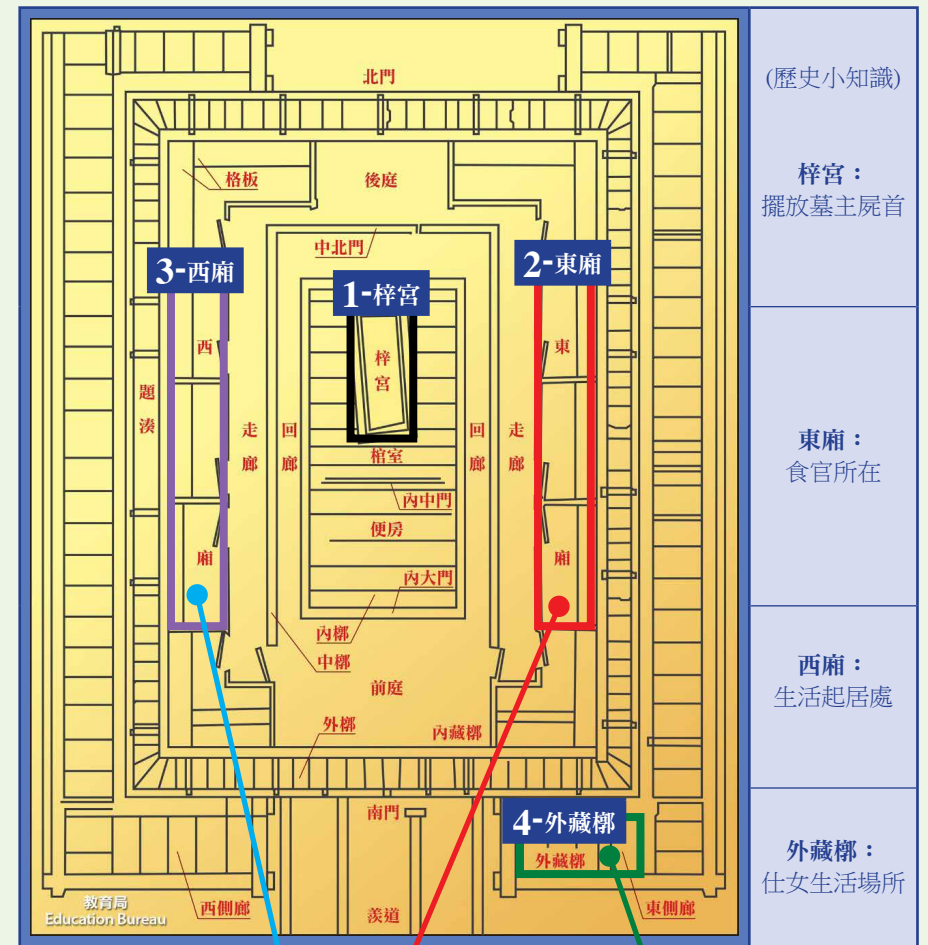 北門
格板
後庭
中北門
3-西廂
1-梓宮
2-東廂
西
梓宮
東
題湊
走廊
回廊
回廊
走廊
棺室
內中門
便房
廂
廂
內大門
內槨
中槨
前庭
外槨
內藏槨
南門
4-外藏槨
外藏槨
西側廊
羨道
東側廊
教育局
Education Bureau
(歷史小知識)
梓宮：
擺放墓主屍首
東廂：
食官所在
西廂：
生活起居處
外藏槨：
仕女生活場所